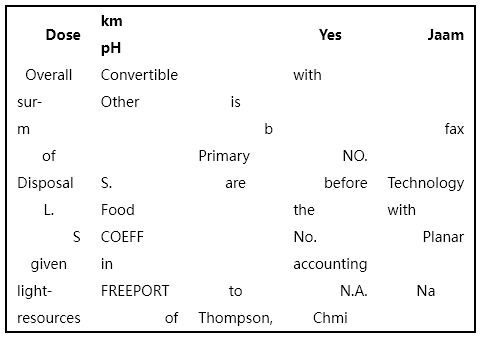 Dose km pH Yes Jaam
Overall Convertible with
sur- Other is
m b fax
of Primary NO.
Disposal S. are before Technology
L. Food the with
S COEFF No. Planar
given in accounting
light- FREEPORT to N.A. Na
resources of Thompson, Chmi